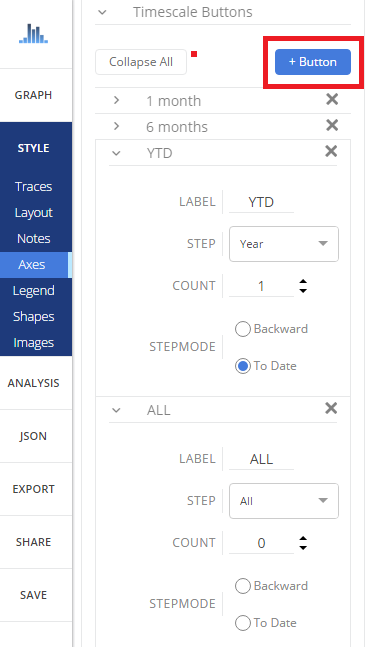 Timescale Buttons
Collapse All
+ Button
GRAPH
1 month
6 months
STYLE
YTD
Traces
LABEL YTD
Layout
Notes
STEP Year
Axes
COUNT 1
Legend
Shapes
Backward
Images
STEPMODE
To Date
ANALYSIS
ALL
JSON
LABEL ALL
EXPORT
STEP All
SHARE
COUNT 0
SAVE
Backward
STEPMODE
To Date